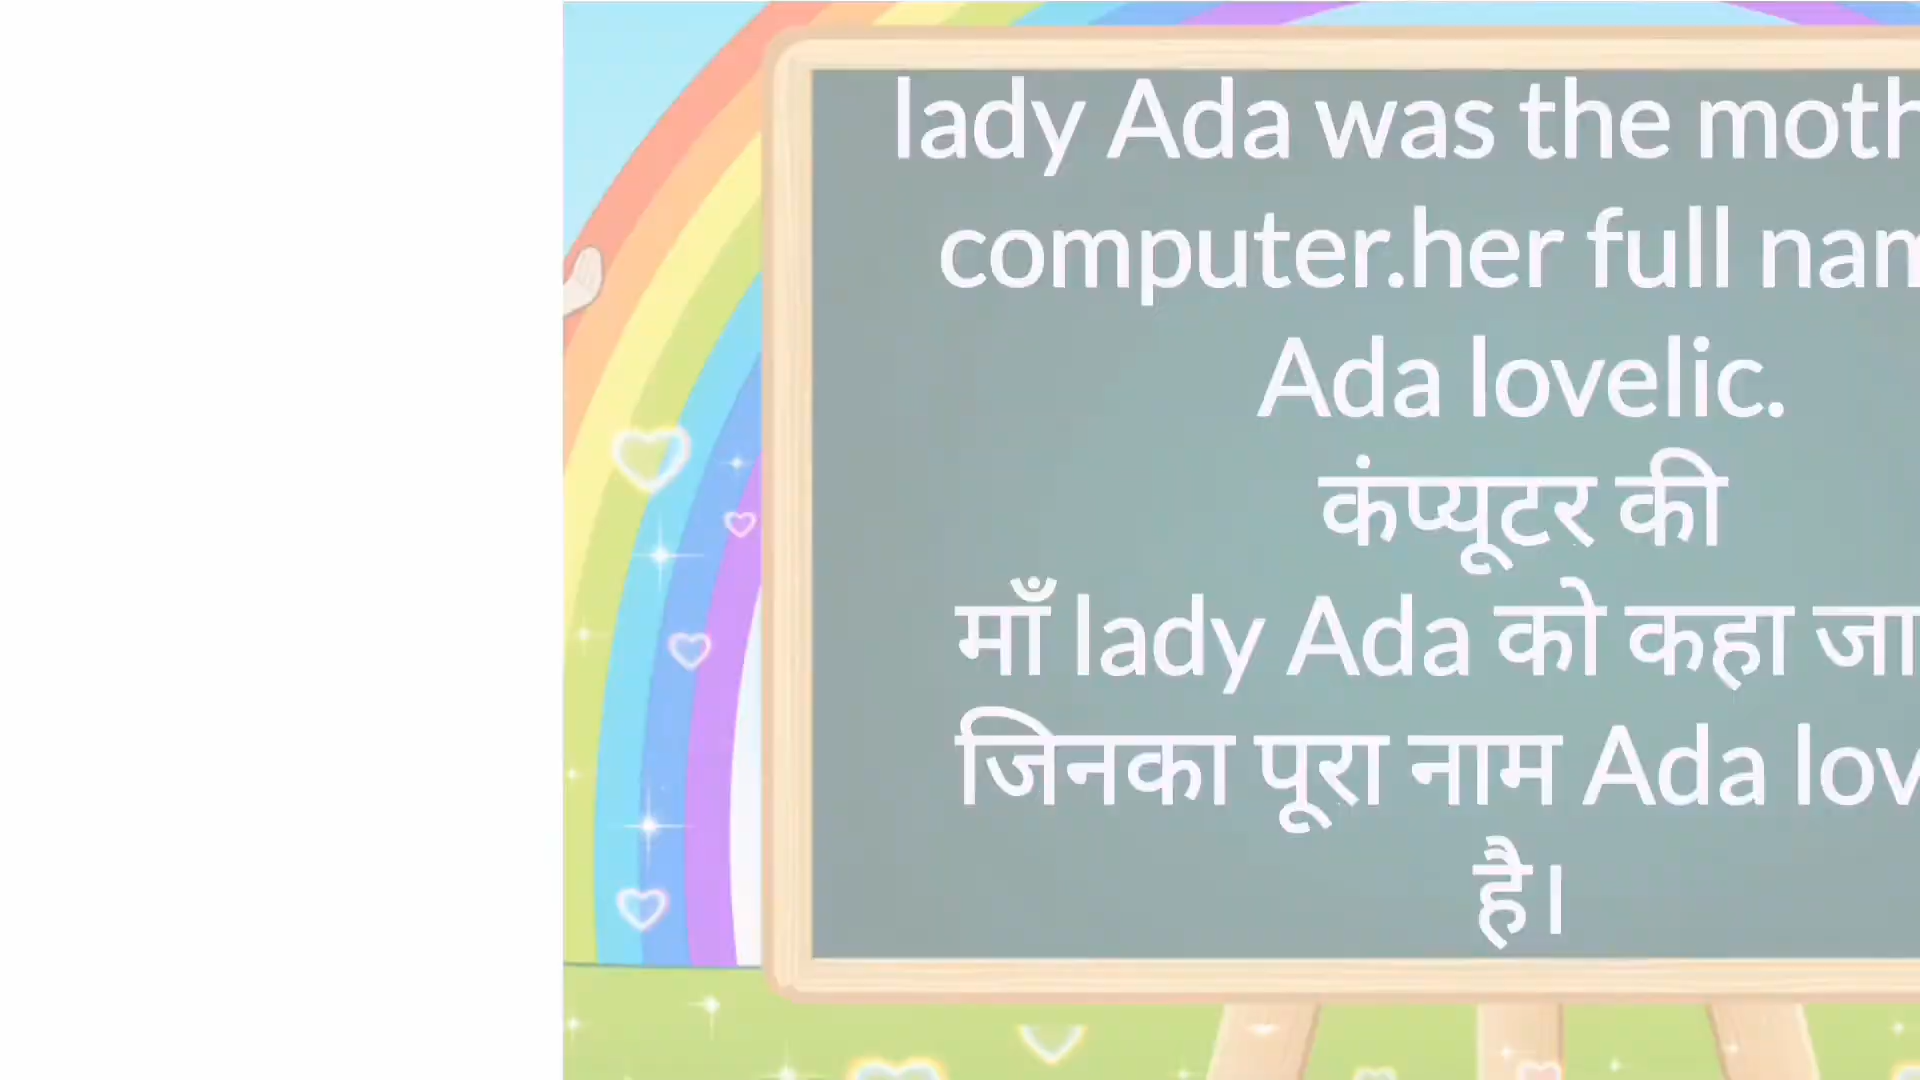 lady Ada was the moth
computer.her full nam
Ada lovelic.
कंप्यूटर की
माँ lady Ada को कहा जा
जिनका पूरा नाम Ada lov
है।